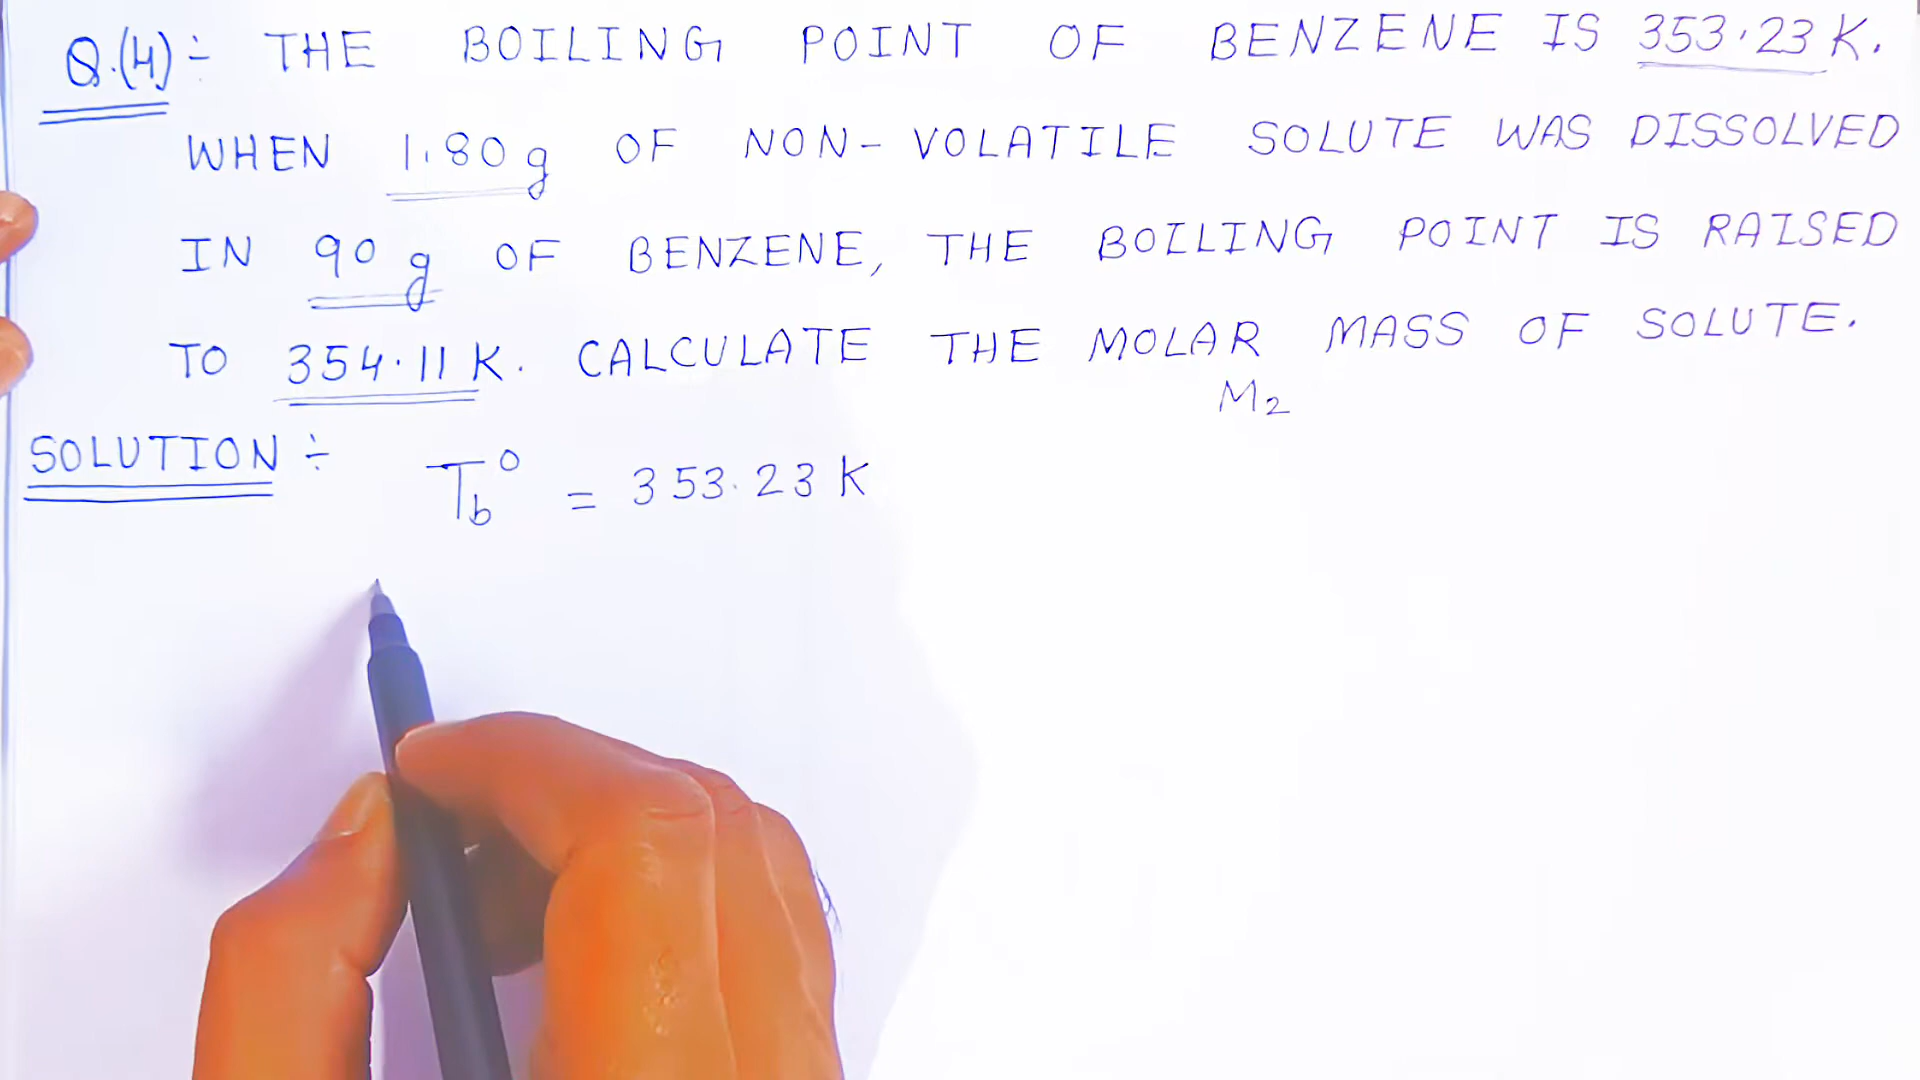 Q.(4)÷ THE BOILING POINT OF BENZENE IS 353.23 K.
WHEN 1.80 g OF NON-VOLATILE SOLUTE WAS DISSOLVED
IN 90 g OF BENZENE, THE BOILING POINT IS RAISED
TO 354.11 K. CALCULATE THE MOLAR MASS OF SOLUTE.
M₂
SOLUTION ÷ T_b° = 353.23 K